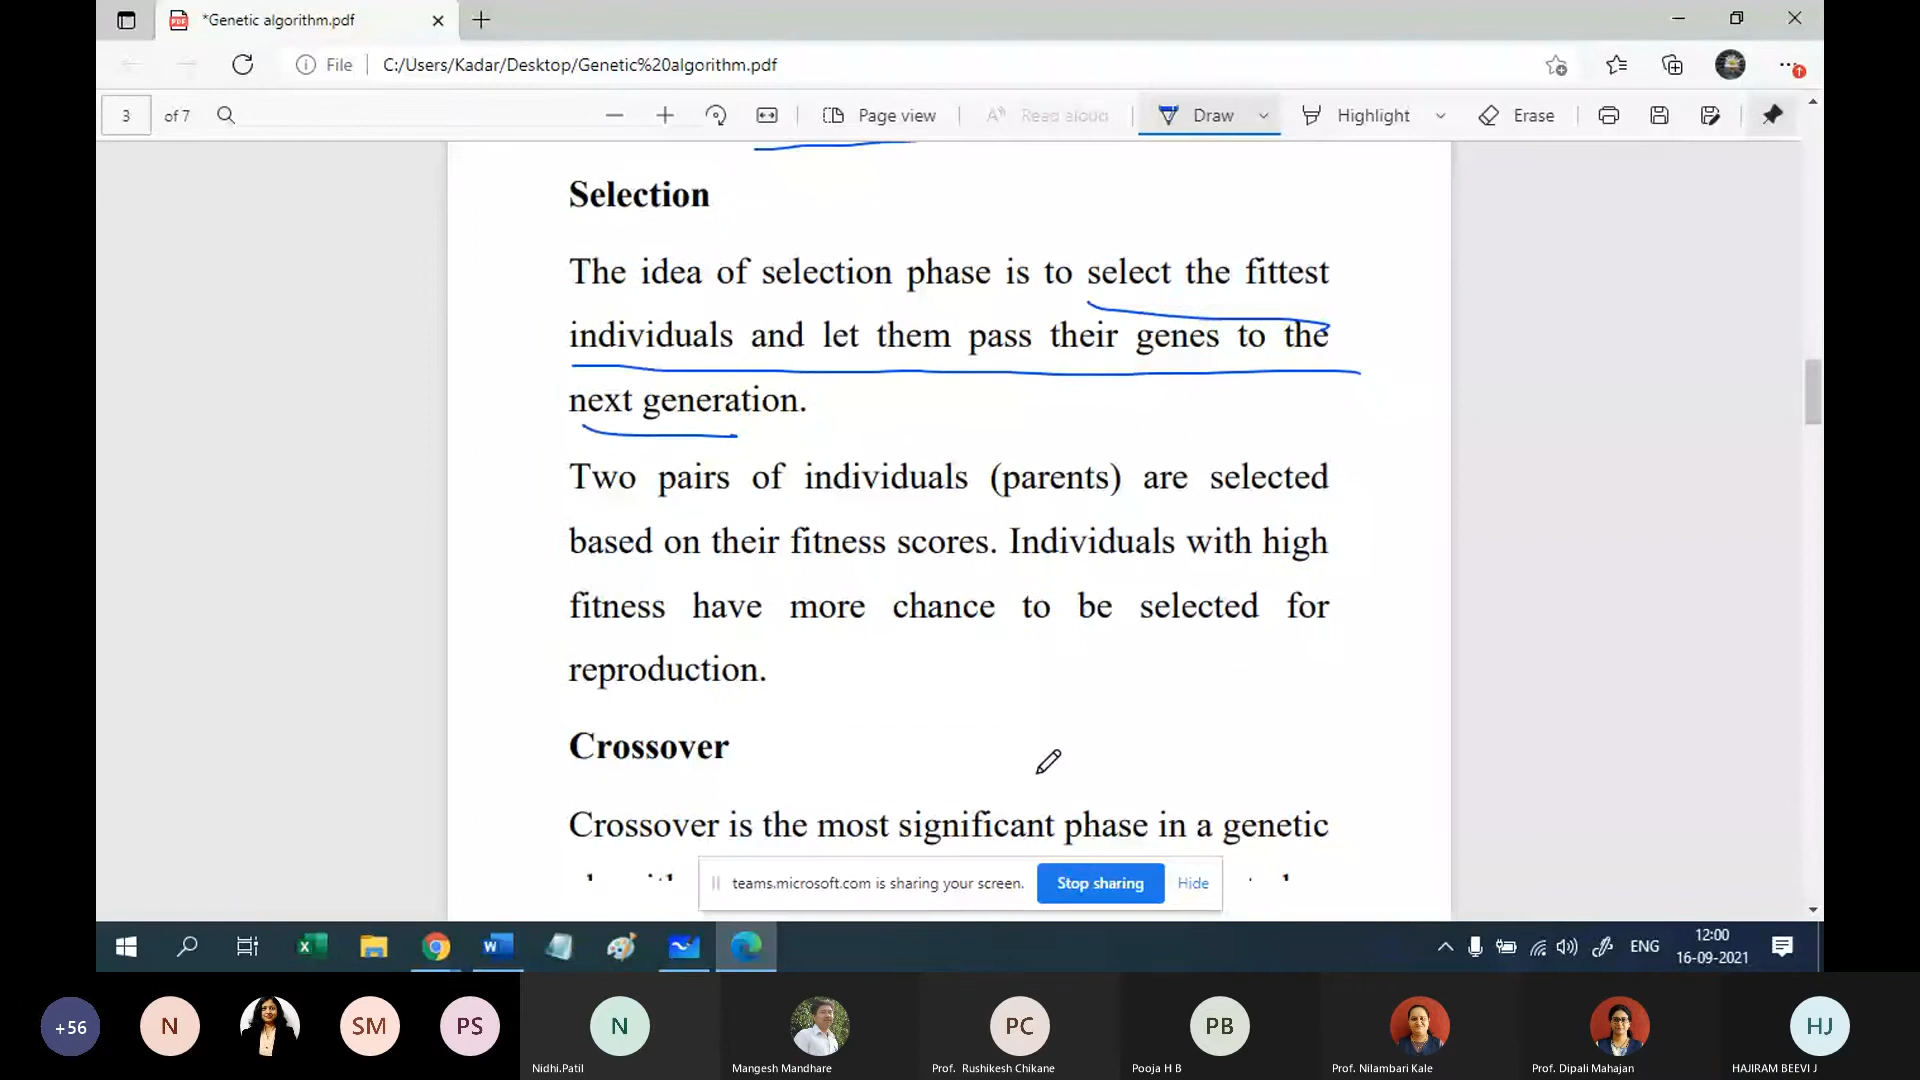 *Genetic algorithm.pdf
File
C:/Users/Kadar/Desktop/Genetic%20algorithm.pdf
3 of 7
Page view
Read aloud
Draw
Highlight
Erase
Selection
The idea of selection phase is to select the fittest
individuals and let them pass their genes to the
next generation.
Two pairs of individuals (parents) are selected
based on their fitness scores. Individuals with high
fitness have more chance to be selected for
reproduction.
Crossover
Crossover is the most significant phase in a genetic
teams.microsoft.com is sharing your screen.
Stop sharing
Hide
ENG
12:00
16-09-2021
+56
N
SM
PS
N
PC
PB
HJ
Nidhi.Patil
Mangesh Mandhare
Prof. Rushikesh Chikane
Pooja H B
Prof. Nilambari Kale
Prof. Dipali Mahajan
HAJIRAM BEEVI J